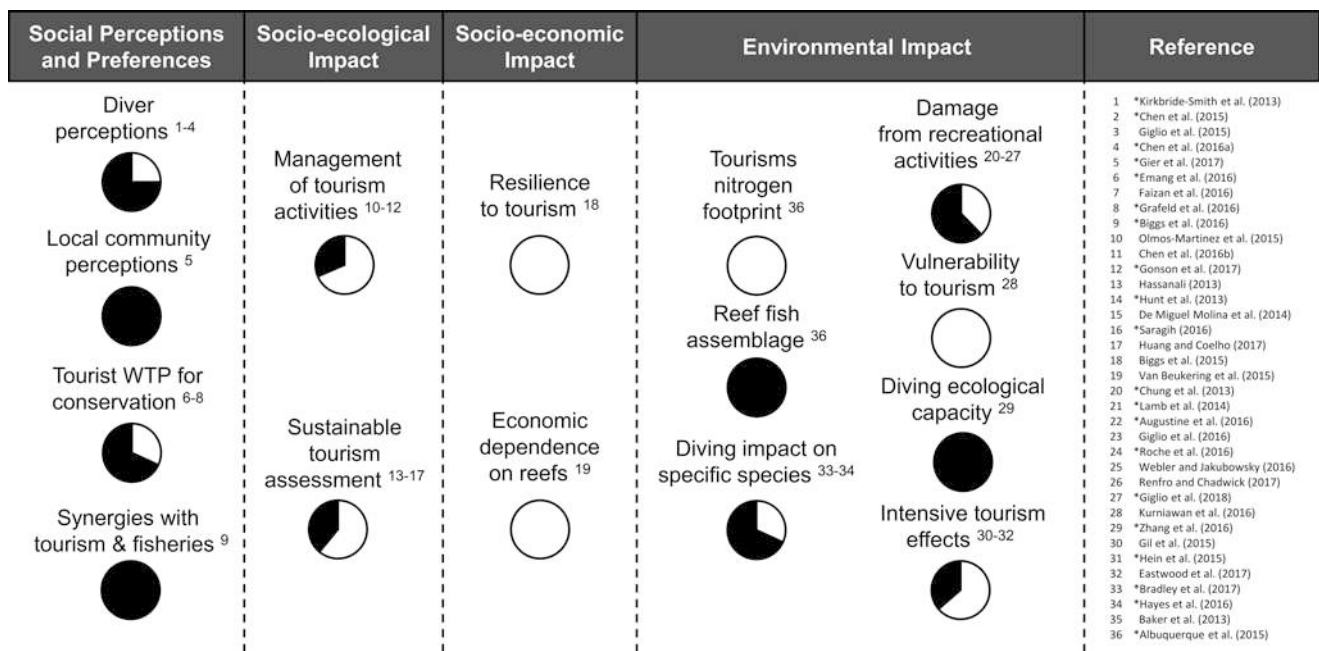 Social Perceptions
and Preferences
Socio-ecological
Impact
Socio-economic
Impact
Environmental Impact
Reference
Diver
perceptions 1-4
Local community
perceptions 5
Tourist WTP for
conservation 6-8
Synergies with
tourism & fisheries 9
Management
of tourism
activities 10-12
Sustainable
tourism
assessment 13-17
Resilience
to tourism 18
Economic
dependence
on reefs 19
Tourisms
nitrogen
footprint 36
Reef fish
assemblage 36
Diving impact on
specific species 33-34
Damage
from recreational
activities 20-27
Vulnerability
to tourism 28
Diving ecological
capacity 29
Intensive tourism
effects 30-32
1 *Kirkbride-Smith et al. (2013)
2 *Chen et al. (2015)
3 Giglio et al. (2015)
4 *Chen et al. (2016a)
5 *Gier et al. (2017)
6 *Emang et al. (2016)
7 Faizan et al. (2016)
8 *Grafeld et al. (2016)
9 *Biggs et al. (2016)
10 Olmos-Martinez et al. (2015)
11 Chen et al. (2016b)
12 *Gonson et al. (2017)
13 Hassanali (2013)
14 *Hunt et al. (2013)
15 De Miguel Molina et al. (2014)
16 *Saragih (2016)
17 Huang and Coelho (2017)
18 Biggs et al. (2015)
19 Van Beukering et al. (2015)
20 *Chung et al. (2013)
21 *Lamb et al. (2014)
22 *Augustine et al. (2016)
23 Giglio et al. (2016)
24 *Roche et al. (2016)
25 Webler and Jakubowsky (2016)
26 Renfro and Chadwick (2017)
27 *Giglio et al. (2018)
28 Kurniawan et al. (2016)
29 *Zhang et al. (2016)
30 Gil et al. (2015)
31 *Hein et al. (2015)
32 Eastwood et al. (2017)
33 *Bradley et al. (2017)
34 *Hayes et al. (2016)
35 Baker et al. (2013)
36 *Albuquerque et al. (2015)